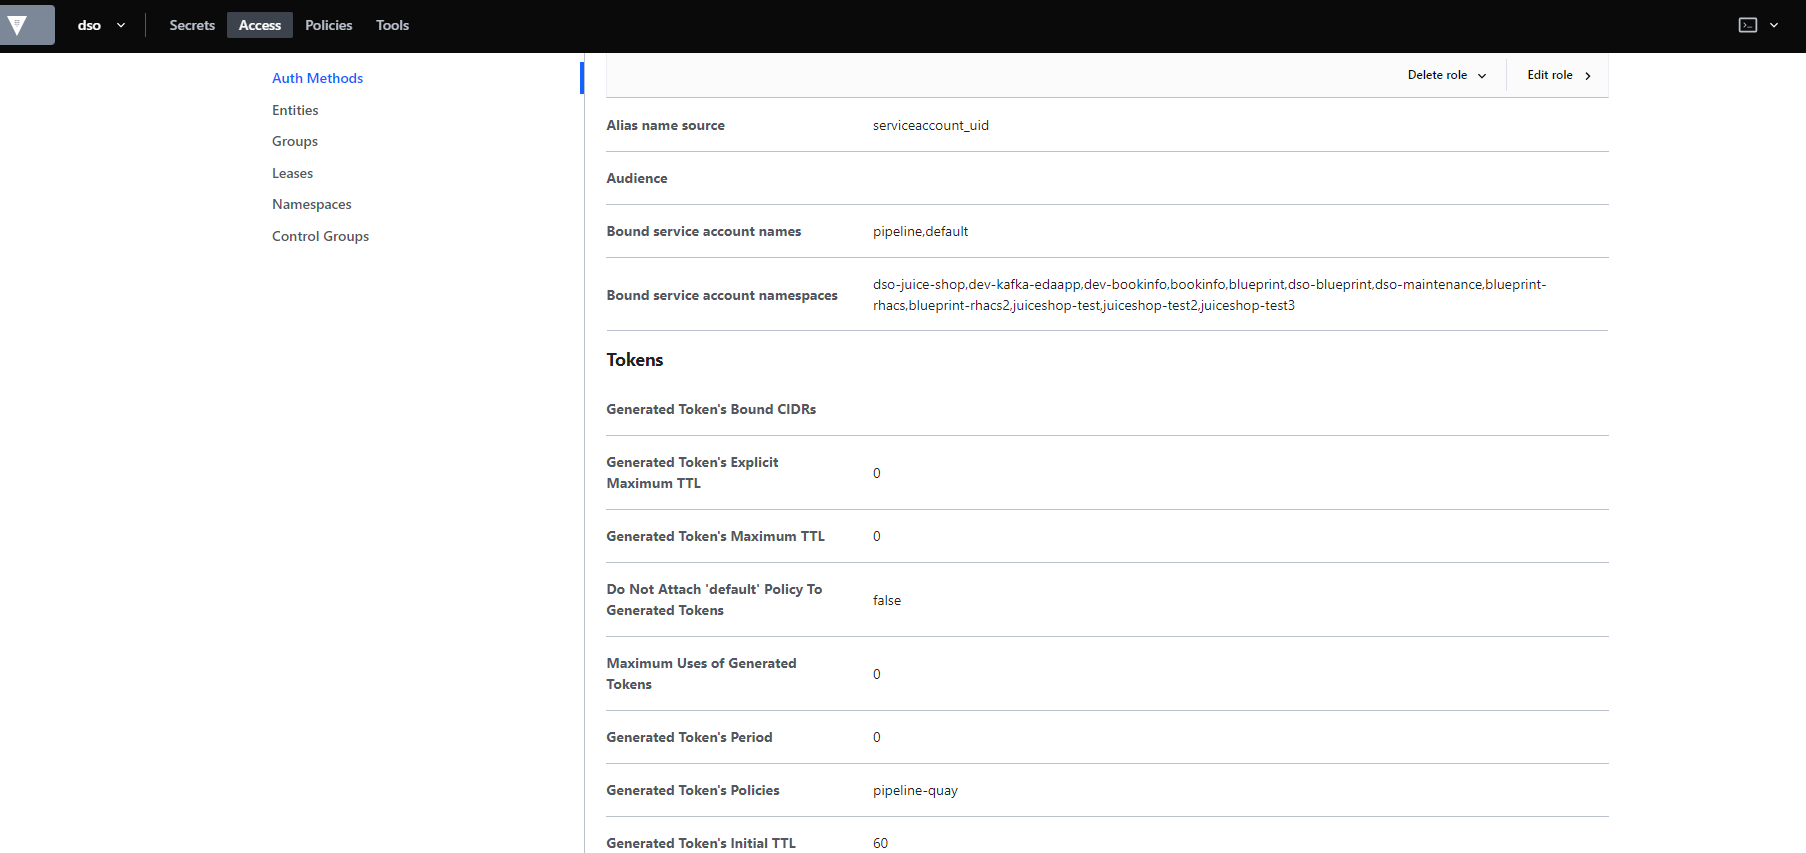 dso
Secrets
Access
Policies
Tools
Auth Methods
Entities
Groups
Leases
Namespaces
Control Groups
Delete role
Edit role
Alias name source
serviceaccount_uid
Audience
Bound service account names
pipeline,default
Bound service account namespaces
dso-juice-shop,dev-kafka-edaapp,dev-bookinfo,bookinfo,blueprint,dso-blueprint,dso-maintenance,blueprint-
rhacs,blueprint-rhacs2,juiceshop-test,juiceshop-test2,juiceshop-test3
Tokens
Generated Token's Bound CIDRs
Generated Token's Explicit
Maximum TTL
0
Generated Token's Maximum TTL
0
Do Not Attach 'default' Policy To
Generated Tokens
false
Maximum Uses of Generated
Tokens
0
Generated Token's Period
0
Generated Token's Policies
pipeline-quay
Generated Token's Initial TTL
60